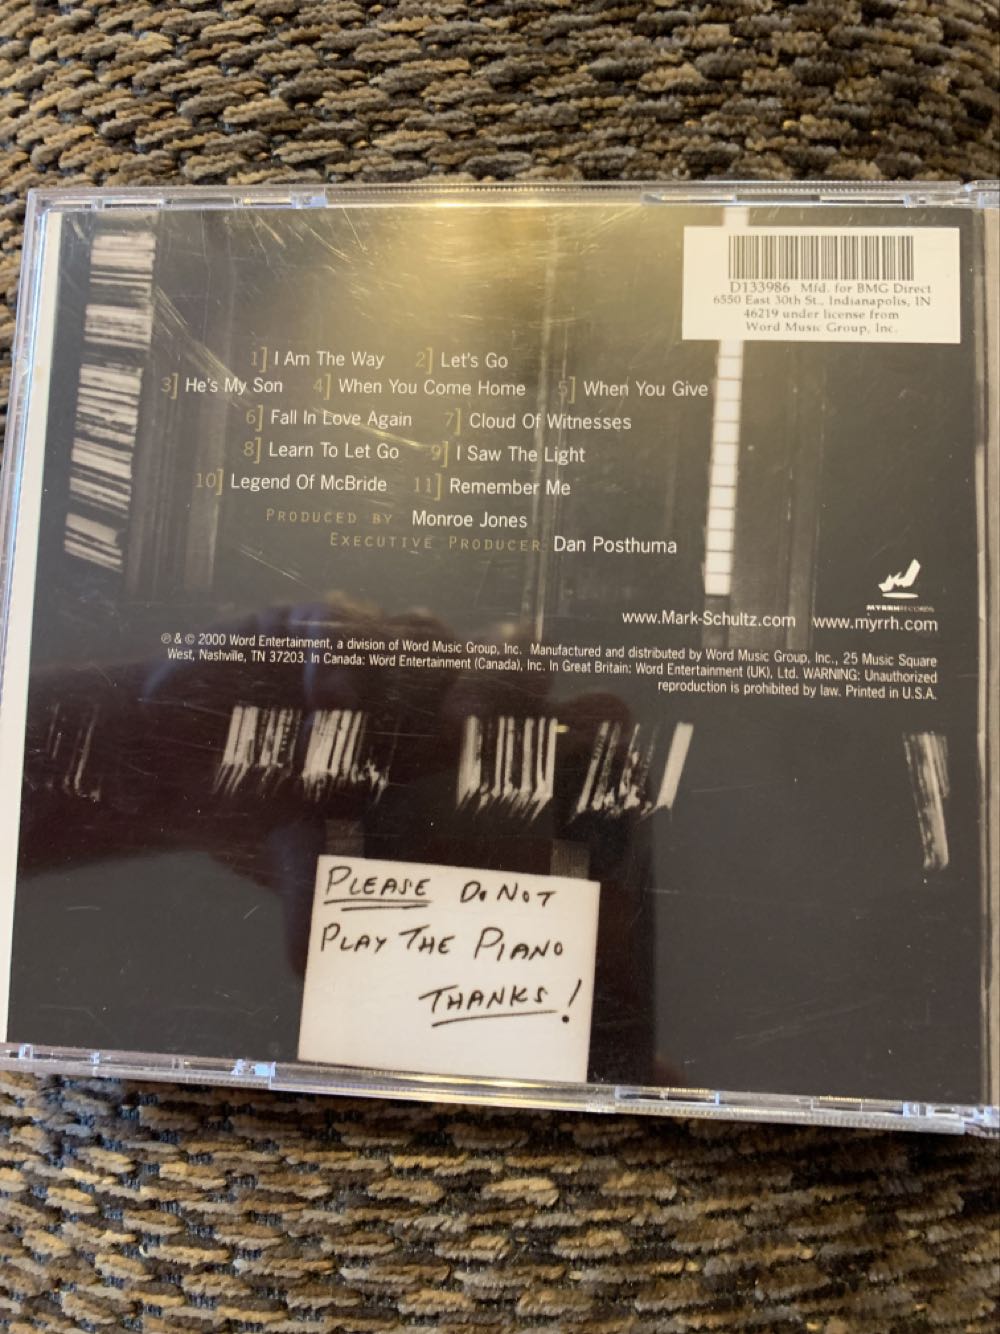 D133986 Mfd. for BMG Direct
6550 East 30th St., Indianapolis, IN
46219 under license from
Word Music Group, Inc.
1] I Am The Way 2] Let's Go
3] He's My Son 4] When You Come Home 5] When You Give
6] Fall In Love Again 7] Cloud Of Witnesses
8] Learn To Let Go 9] I Saw The Light
10] Legend Of McBride 11] Remember Me
PRODUCED BY Monroe Jones
EXECUTIVE PRODUCER Dan Posthuma
MYRRH RECORDS
www.Mark-Schultz.com www.myrrh.com
℗ & © 2000 Word Entertainment, a division of Word Music Group, Inc. Manufactured and distributed by Word Music Group, Inc., 25 Music Square
West, Nashville, TN 37203. In Canada: Word Entertainment (Canada), Inc. In Great Britain: Word Entertainment (UK), Ltd. WARNING: Unauthorized
reproduction is prohibited by law. Printed in U.S.A.
PLEASE DO NOT
PLAY THE PIANO
THANKS!